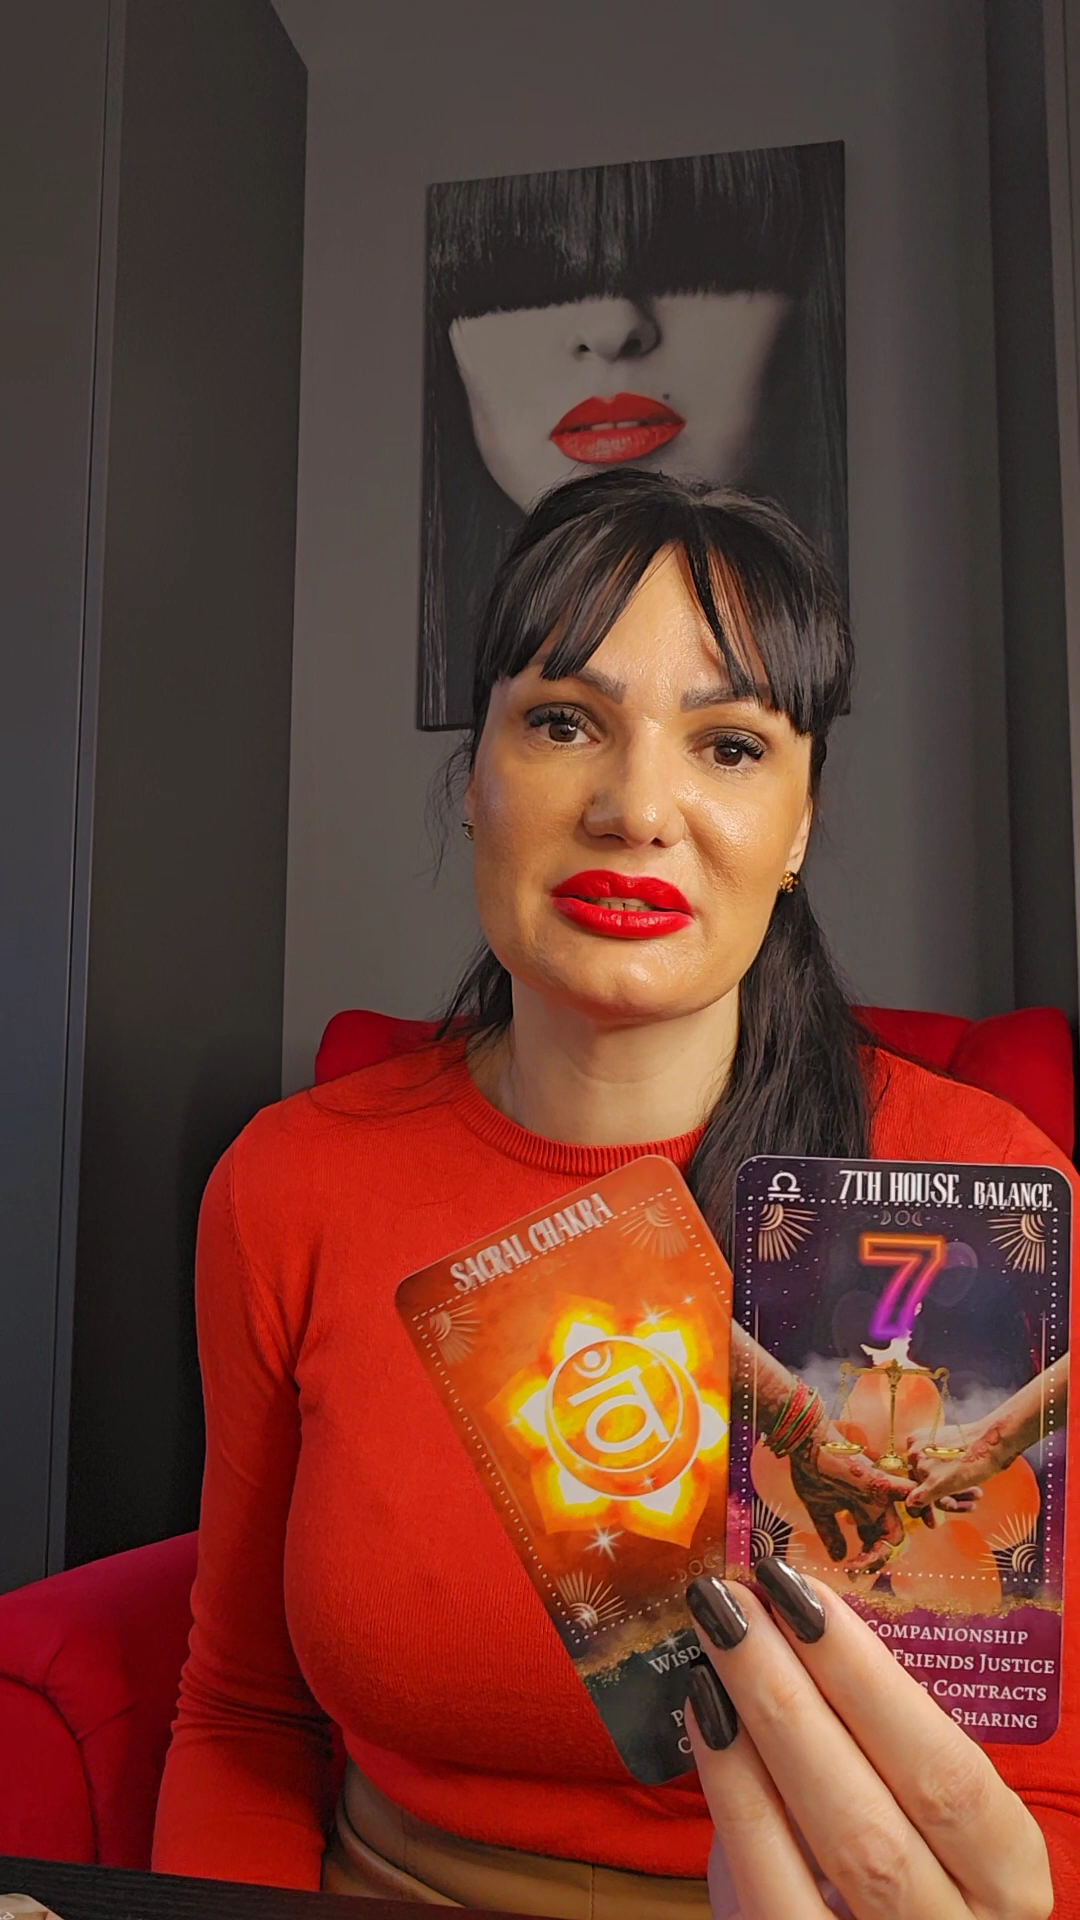 SACRAL CHAKRA
वं
♎ 7TH HOUSE BALANCE
7
COMPANIONSHIP
FRIENDS JUSTICE
CONTRACTS
SHARING